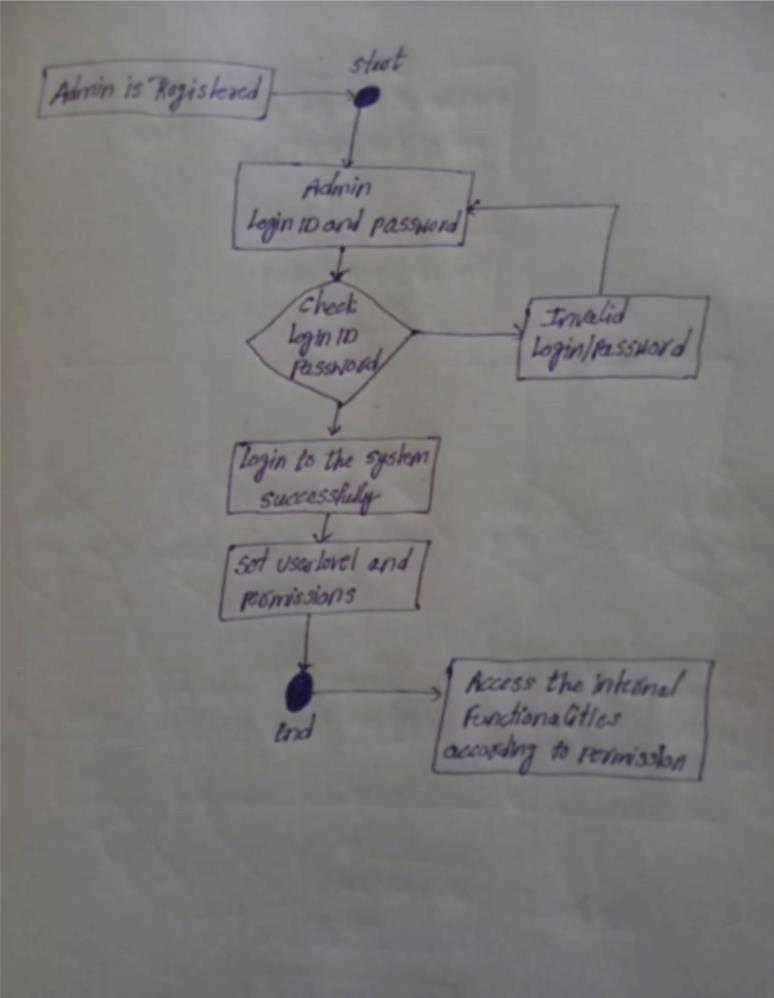 start
Admin is Registered
Admin
Login ID and password
Check
Login ID
password
Invalid
Login/password
login to the system
successfully
set userlevel and
permissions
End
Access the internal
Functionalities
according to permission